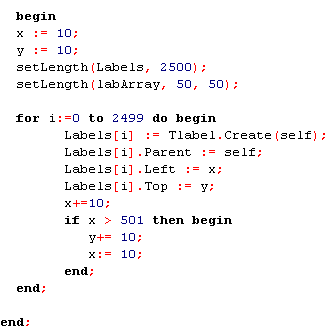 begin
x := 10;
y := 10;
setLength(Labels, 2500);
setLength(labArray, 50, 50);
for i:=0 to 2499 do begin
Labels[i] := Tlabel.Create(self);
Labels[i].Parent := self;
Labels[i].Left := x;
Labels[i].Top := y;
x+=10;
if x > 501 then begin
y+= 10;
x:= 10;
end;
end;
end;